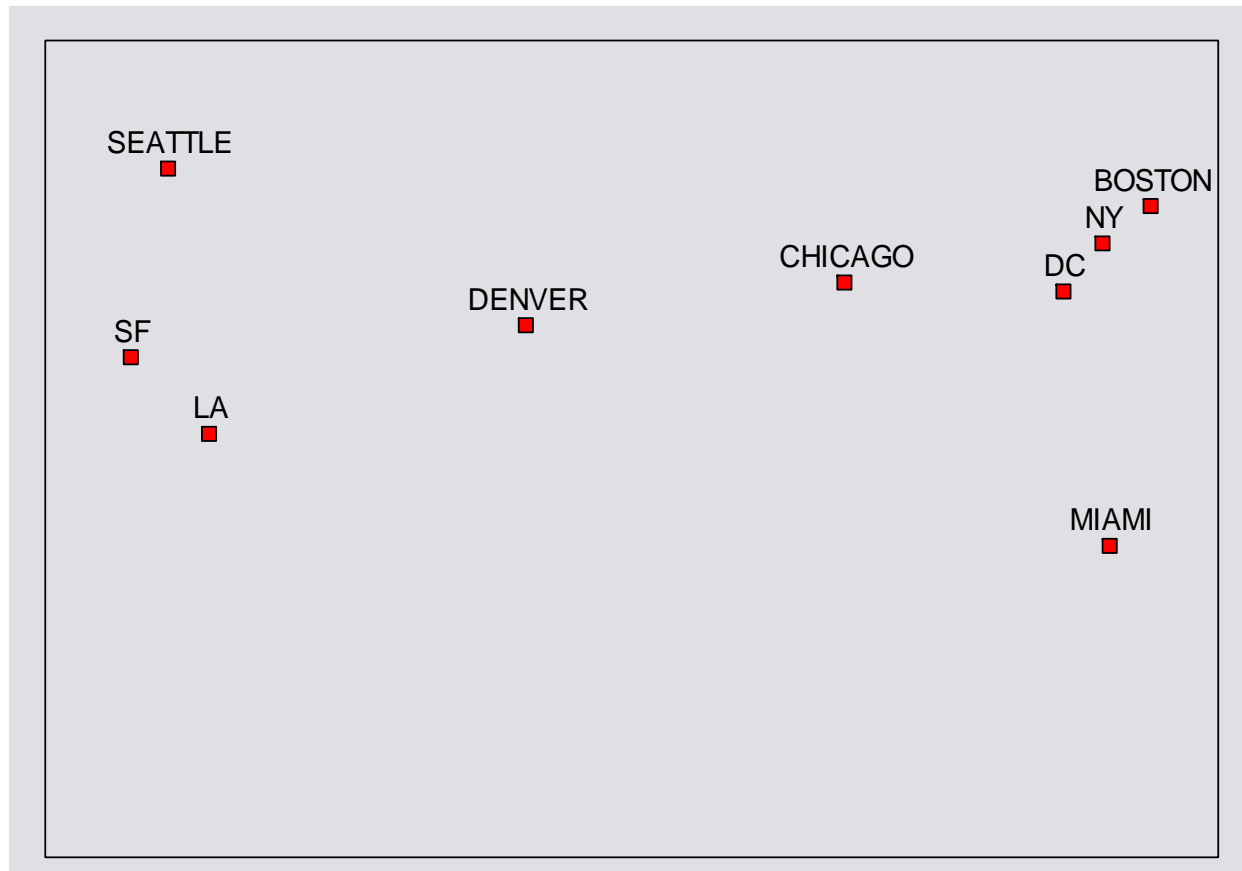 SEATTLE
BOSTON
NY
CHICAGO
DC
DENVER
SF
LA
MIAMI